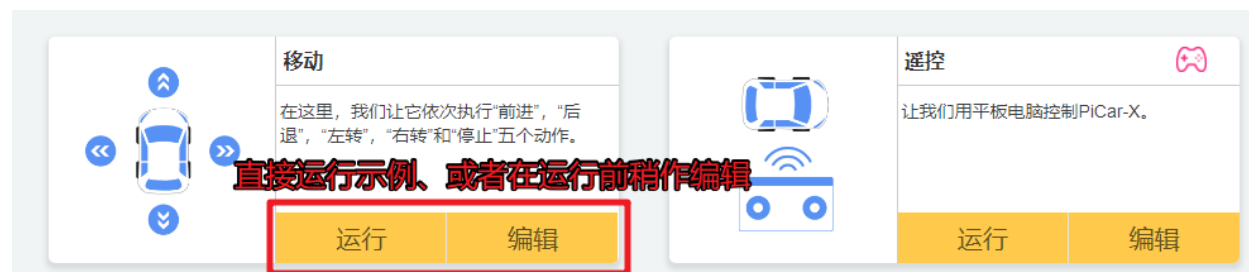 移动
在这里，我们让它依次执行“前进”，“后
退”，“左转”，“右转”和“停止”五个动作。
直接运行示例、或者在运行前稍作编辑
运行
编辑
遥控
让我们用平板电脑控制PiCar-X。
运行
编辑